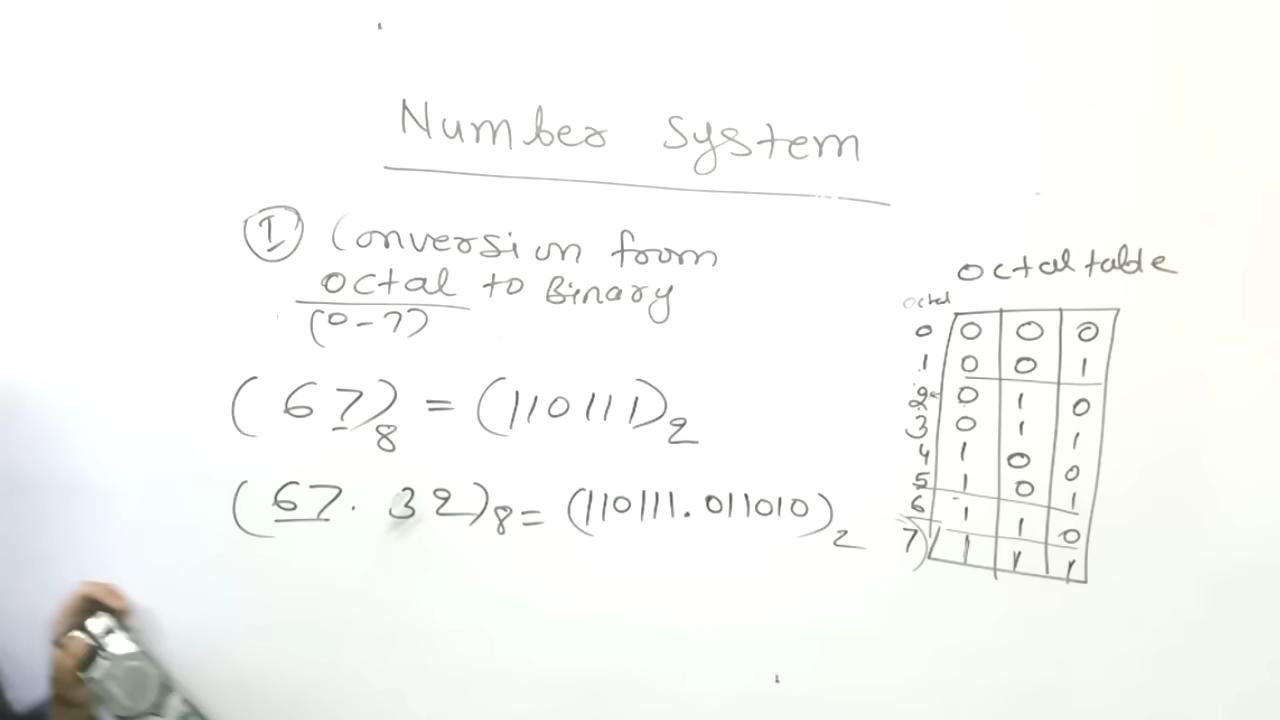 Number System
① Conversion from
octal to Binary
(0-7)
(67)8 = (110111)2
(67.32)8 = (110111.011010)2
octal table
octal
0 0 0 0
1 0 0 1
2 0 1 0
3 0 1 1
4 1 0 0
5 1 0 1
6 1 1 0
7 1 1 1